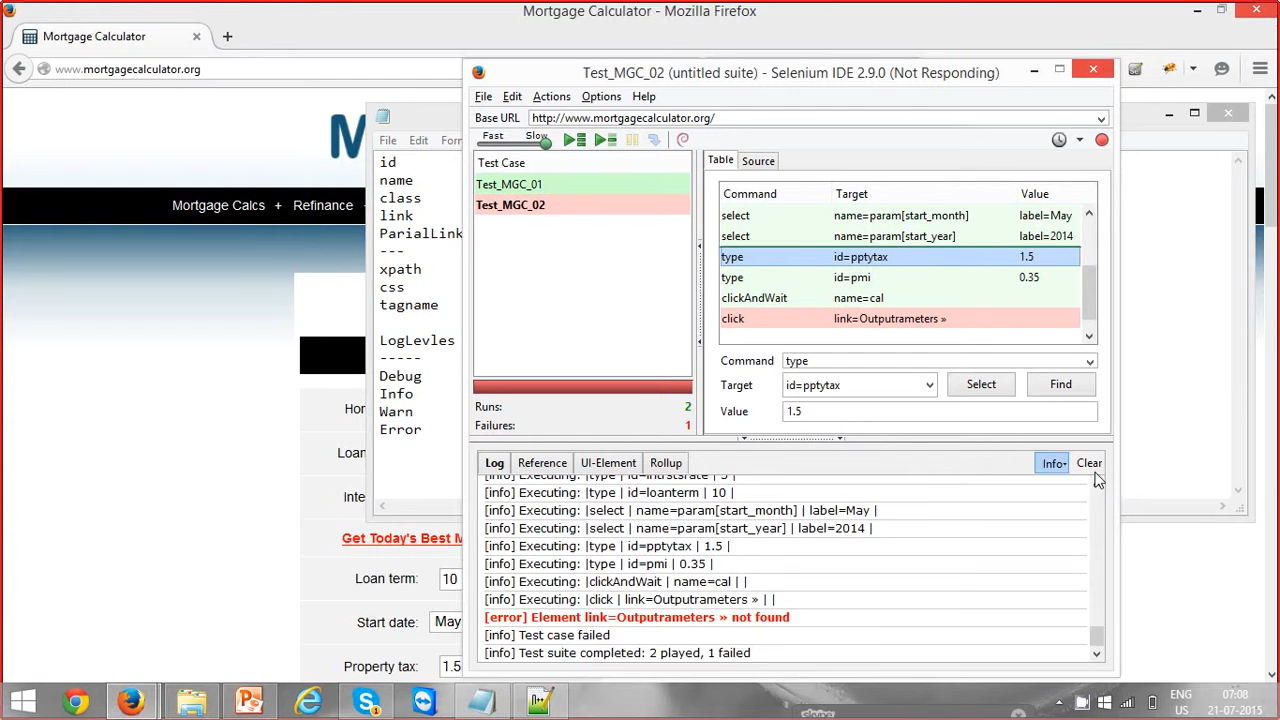 Mortgage Calculator - Mozilla Firefox
Mortgage Calculator
www.mortgagecalculator.org
Mortgage Calcs + Refinance
Test_MGC_02 (untitled suite) - Selenium IDE 2.9.0 (Not Responding)
File Edit Actions Options Help
Base URL http://www.mortgagecalculator.org/
Fast Slow
File Edit
Test Case
Test_MGC_01
Test_MGC_02
Table Source
Command Target Value
select name=param[start_month] label=May
select name=param[start_year] label=2014
type id=pptytax 1.5
type id=pmi 0.35
clickAndWait name=cal
click link=Outputrameters »
Command type
Target id=pptytax Select Find
Value 1.5
Runs: 2
Failures: 1
id
name
class
link
ParialLink
---
xpath
css
tagname
LogLevles
-----
Debug
Info
Warn
Error
Get Today's Best
Loan term: 10
Start date: May
Property tax: 1.5
Log Reference UI-Element Rollup Info Clear
[info] Executing: |type | id=intrstsrate | 5 |
[info] Executing: |type | id=loanterm | 10 |
[info] Executing: |select | name=param[start_month] | label=May |
[info] Executing: |select | name=param[start_year] | label=2014 |
[info] Executing: |type | id=pptytax | 1.5 |
[info] Executing: |type | id=pmi | 0.35 |
[info] Executing: |clickAndWait | name=cal | |
[info] Executing: |click | link=Outputrameters » | |
[error] Element link=Outputrameters » not found
[info] Test case failed
[info] Test suite completed: 2 played, 1 failed
ENG
US
07:08
21-07-2015